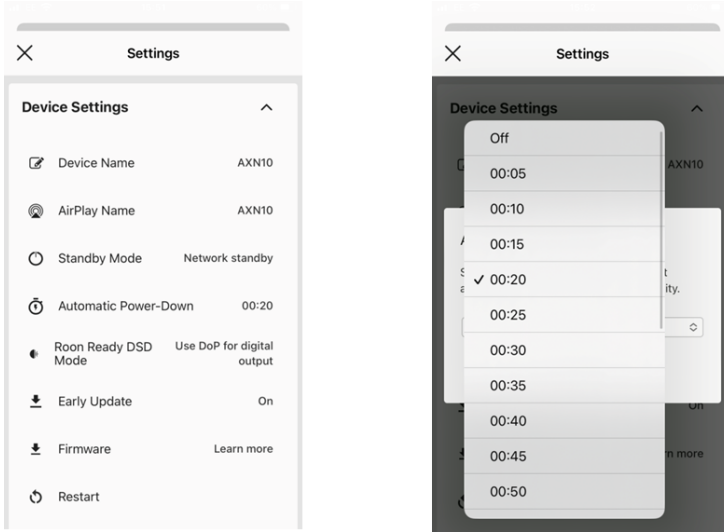 Settings
Device Settings
Device Name AXN10
AirPlay Name AXN10
Standby Mode Network standby
Automatic Power-Down 00:20
Roon Ready DSD Mode Use DoP for digital output
Early Update On
Firmware Learn more
Restart
Settings
Device Settings
Off
00:05
AXN10
00:10
00:15
✓ 00:20
ity.
00:25
00:30
00:35
00:40
On
00:45
n more
00:50